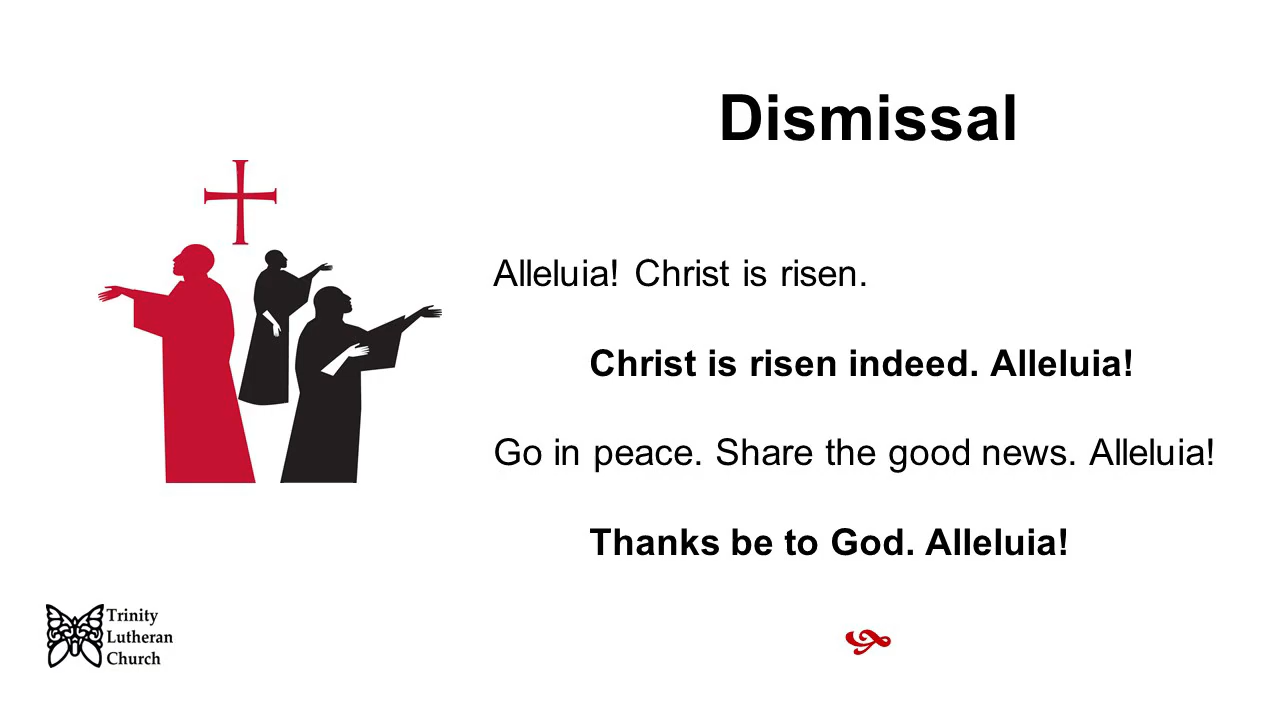 Dismissal
Alleluia! Christ is risen.
Christ is risen indeed. Alleluia!
Go in peace. Share the good news. Alleluia!
Thanks be to God. Alleluia!
Trinity
Lutheran
Church